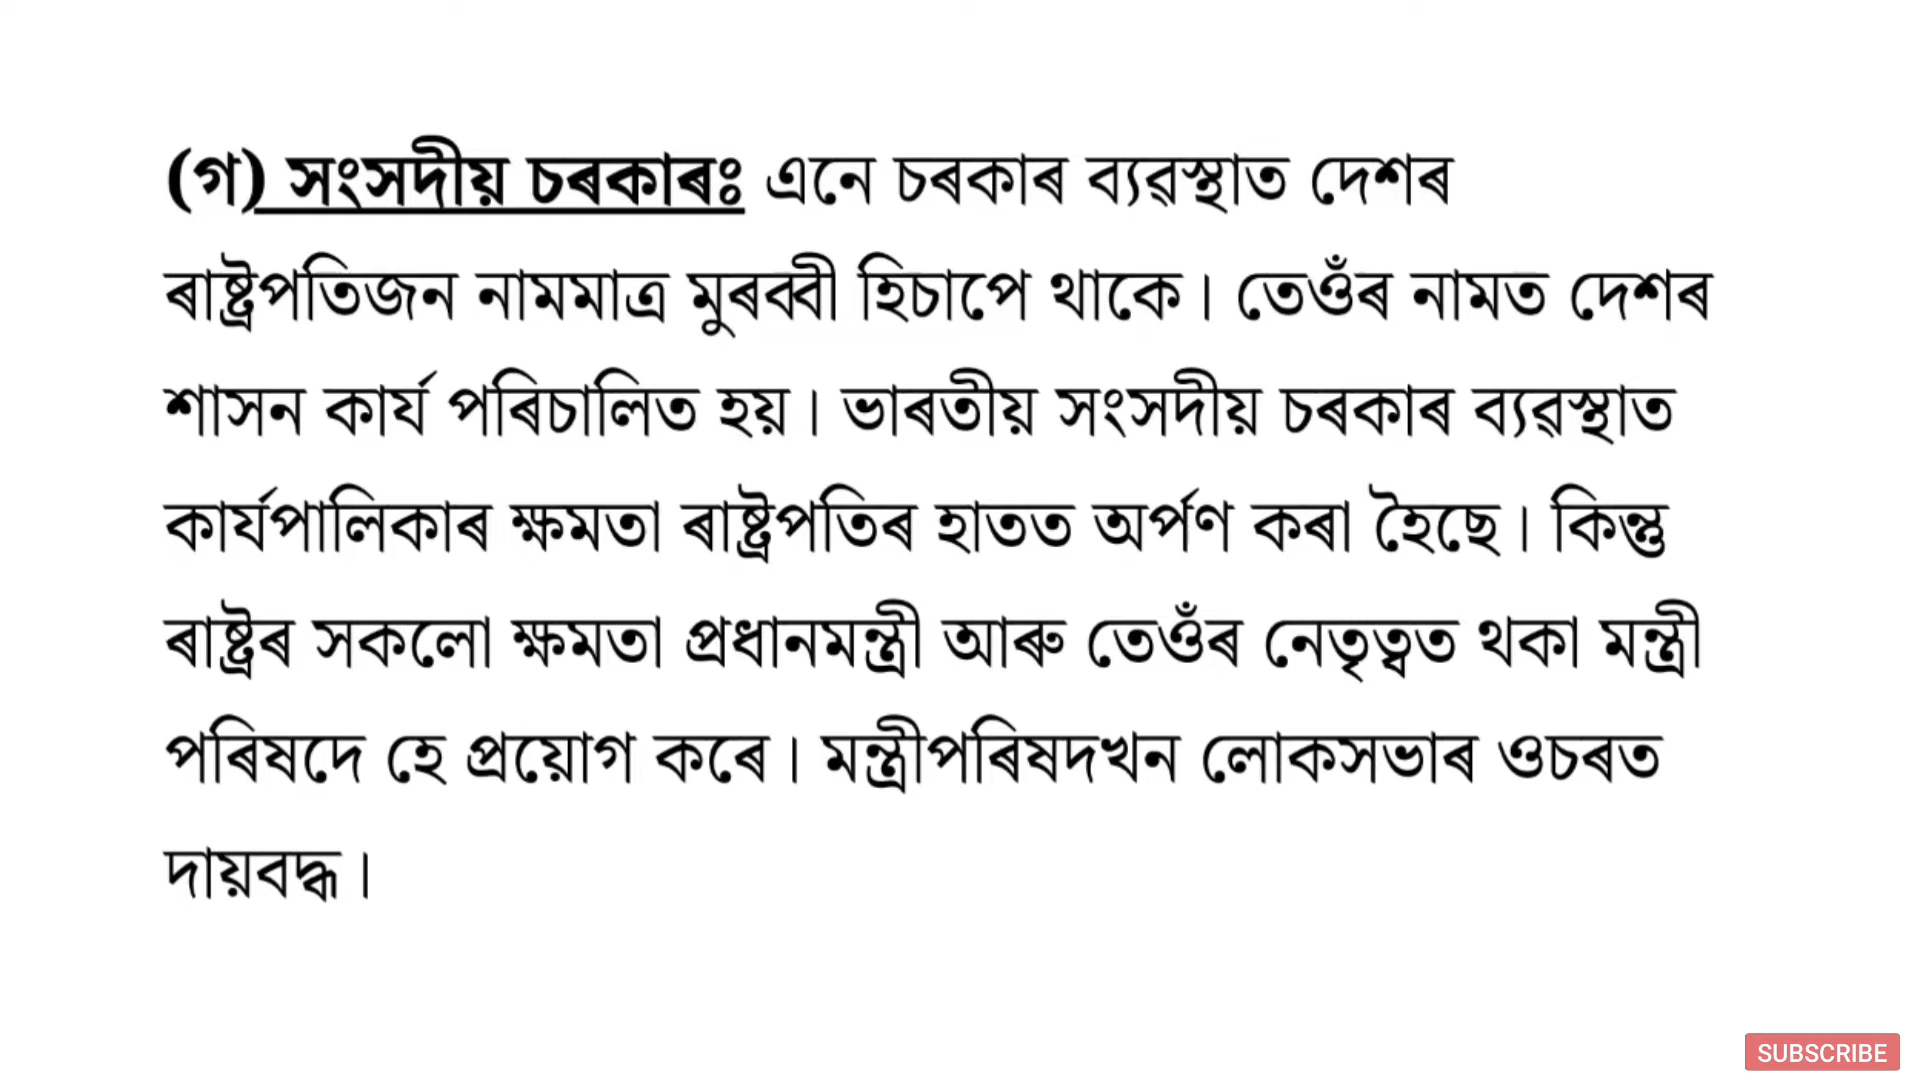 (গ) সংসদীয় চৰকাৰঃ এনে চৰকাৰ ব্যৱস্থাত দেশৰ
ৰাষ্ট্ৰপতিজন নামমাত্ৰ মুৰব্বী হিচাপে থাকে। তেওঁৰ নামত দেশৰ
শাসন কাৰ্য পৰিচালিত হয়। ভাৰতীয় সংসদীয় চৰকাৰ ব্যৱস্থাত
কাৰ্যপালিকাৰ ক্ষমতা ৰাষ্ট্ৰপতিৰ হাতত অৰ্পণ কৰা হৈছে। কিন্তু
ৰাষ্ট্ৰৰ সকলো ক্ষমতা প্ৰধানমন্ত্ৰী আৰু তেওঁৰ নেতৃত্বত থকা মন্ত্ৰী
পৰিষদে হে প্ৰয়োগ কৰে। মন্ত্ৰীপৰিষদখন লোকসভাৰ ওচৰত
দায়বদ্ধ।
SUBSCRIBE